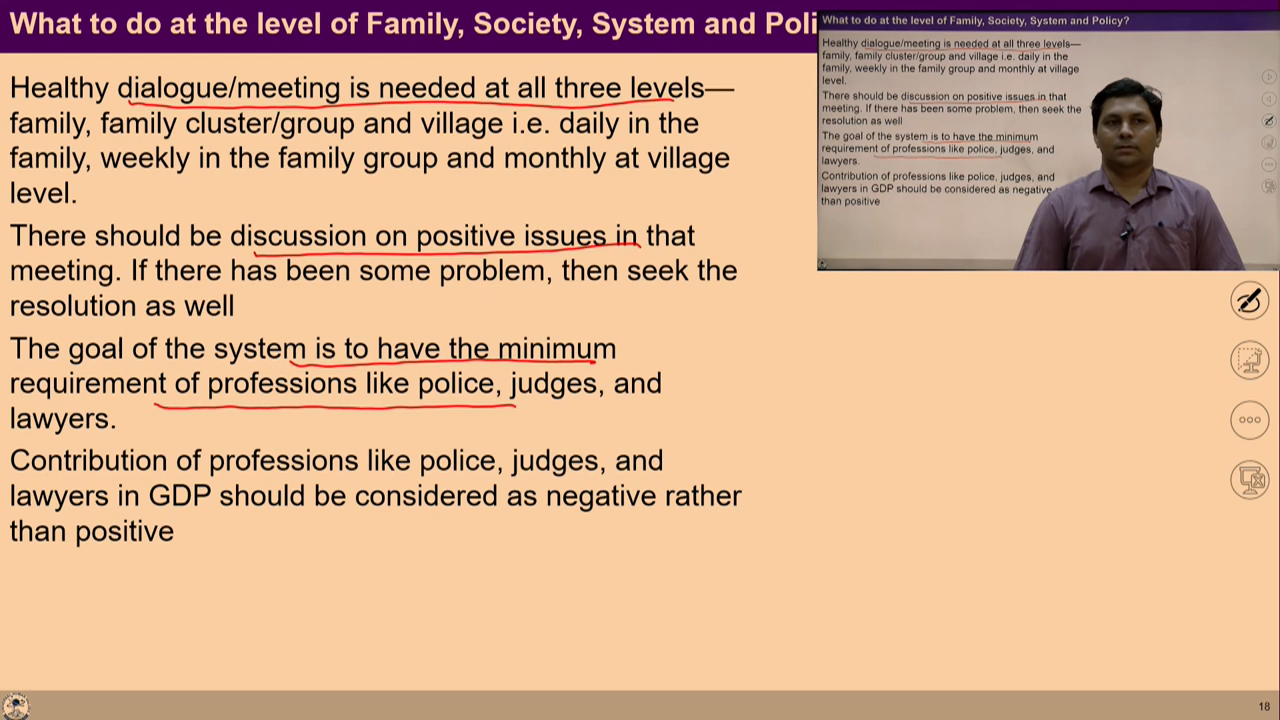 What to do at the level of Family, Society, System and Poli
Healthy dialogue/meeting is needed at all three levels—
family, family cluster/group and village i.e. daily in the
family, weekly in the family group and monthly at village
level.
There should be discussion on positive issues in that
meeting. If there has been some problem, then seek the
resolution as well
The goal of the system is to have the minimum
requirement of professions like police, judges, and
lawyers.
Contribution of professions like police, judges, and
lawyers in GDP should be considered as negative rather
than positive
What to do at the level of Family, Society, System and Policy?
Healthy dialogue/meeting is needed at all three levels—
family, family cluster/group and village i.e. daily in the
family, weekly in the family group and monthly at village
level.
There should be discussion on positive issues in that
meeting. If there has been some problem, then seek the
resolution as well
The goal of the system is to have the minimum
requirement of professions like police, judges, and
lawyers.
Contribution of professions like police, judges, and
lawyers in GDP should be considered as negative
than positive
18